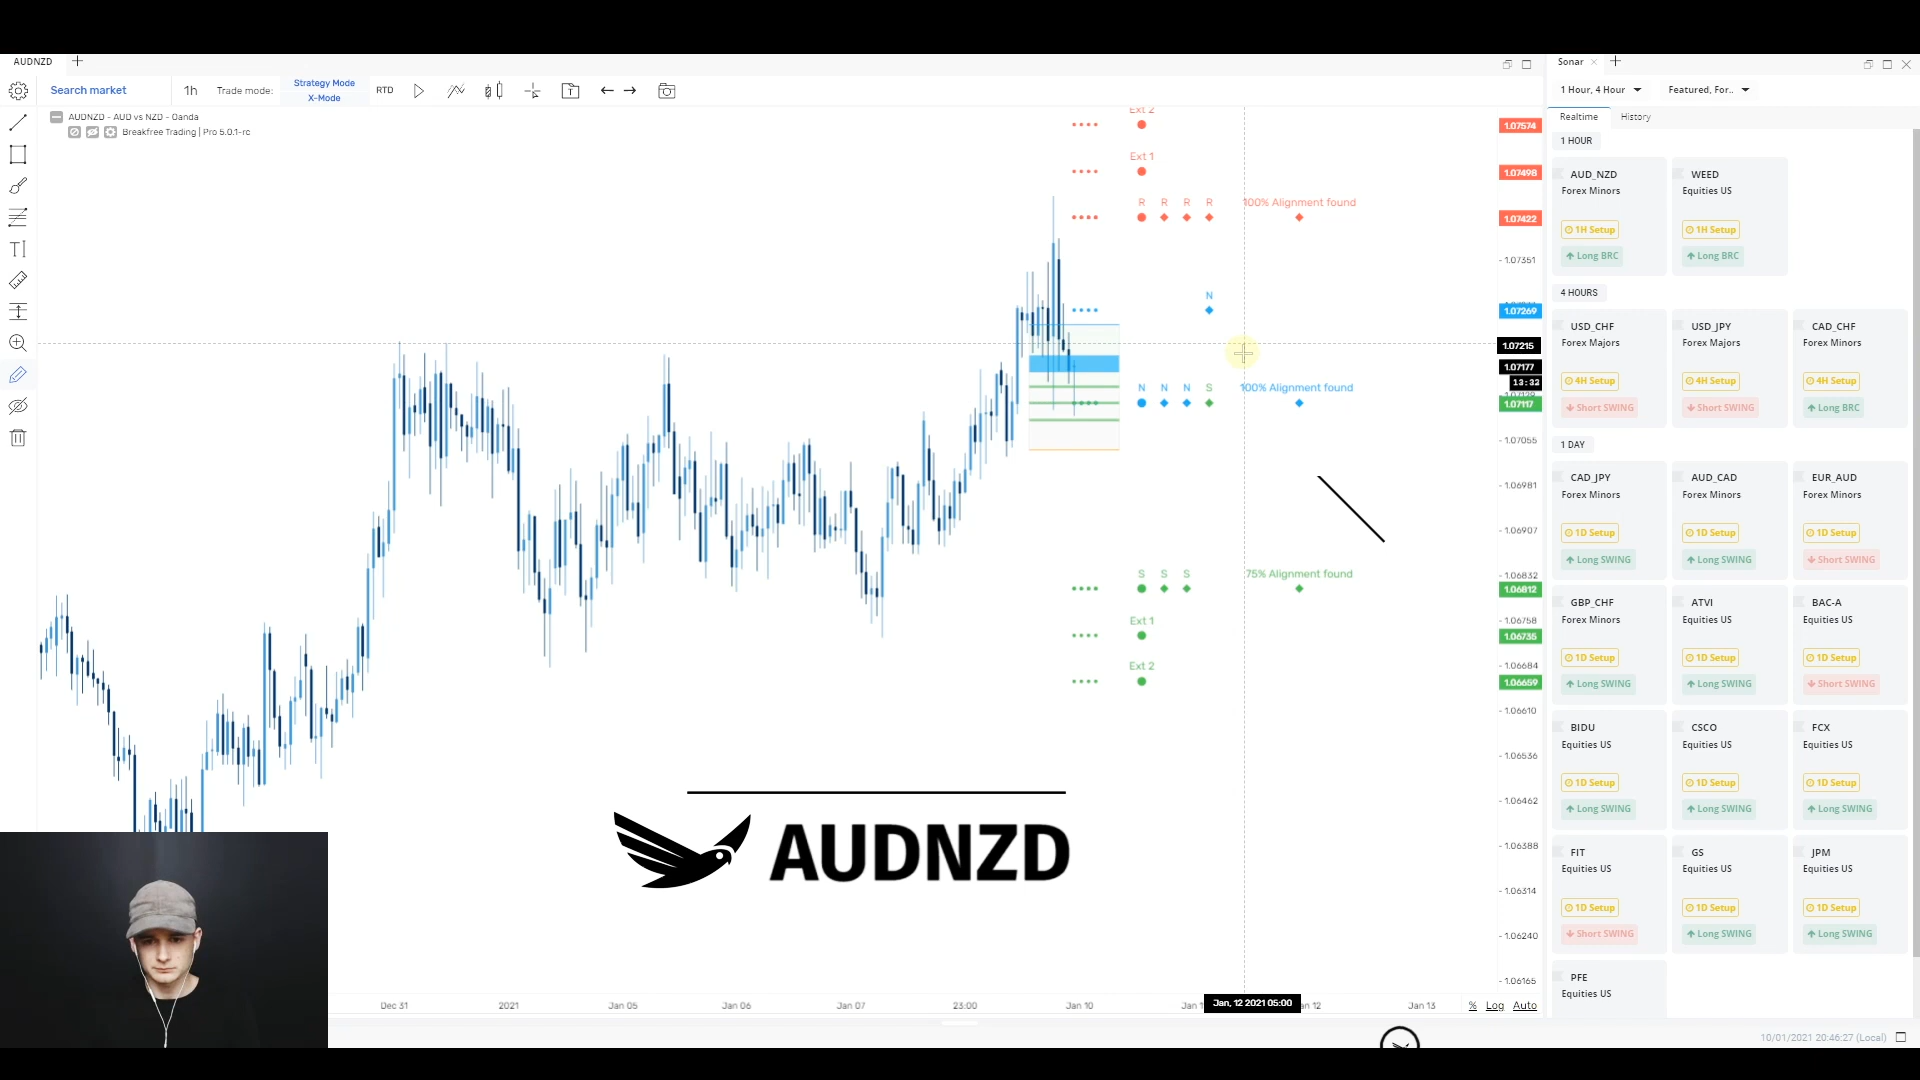 AUDNZD
Sonar
Search market
1h
Trade mode:
Strategy Mode
X-Mode
RTD
1 Hour, 4 Hour
Featured, For..
AUDNZD - AUD vs NZD - Oanda
Breakfree Trading | Pro 5.0.1-rc
Realtime
History
Ext 2
1.07574
Ext 1
1.07498
R R R R
100% Alignment found
1.07422
1.07351
N
1.07269
1.07215
1.07177
13:32
N N N S
100% Alignment found
1.07117
1.07055
1.06981
1.06907
1.06832
S S S
75% Alignment found
1.06812
Ext 1
1.06758
1.06735
Ext 2
1.06684
1.06659
1.06610
1.06536
1.06462
1.06388
1.06314
1.06240
1.06165
AUDNZD
Dec 31
2021
Jan 05
Jan 06
Jan 07
23:00
Jan 10
Jan 1
Jan, 12 2021 05:00
n 12
Jan 13
%
Log
Auto
1 HOUR
AUD_NZD
Forex Minors
1H Setup
Long BRC
WEED
Equities US
1H Setup
Long BRC
4 HOURS
USD_CHF
Forex Majors
4H Setup
Short SWING
USD_JPY
Forex Majors
4H Setup
Short SWING
CAD_CHF
Forex Minors
4H Setup
Long BRC
1 DAY
CAD_JPY
Forex Minors
1D Setup
Long SWING
AUD_CAD
Forex Minors
1D Setup
Long SWING
EUR_AUD
Forex Minors
1D Setup
Short SWING
GBP_CHF
Forex Minors
1D Setup
Long SWING
ATVI
Equities US
1D Setup
Long SWING
BAC-A
Equities US
1D Setup
Short SWING
BIDU
Equities US
1D Setup
Long SWING
CSCO
Equities US
1D Setup
Long SWING
FCX
Equities US
1D Setup
Long SWING
FIT
Equities US
1D Setup
Short SWING
GS
Equities US
1D Setup
Long SWING
JPM
Equities US
1D Setup
Long SWING
PFE
Equities US
10/01/2021 20:46:27 (Local)